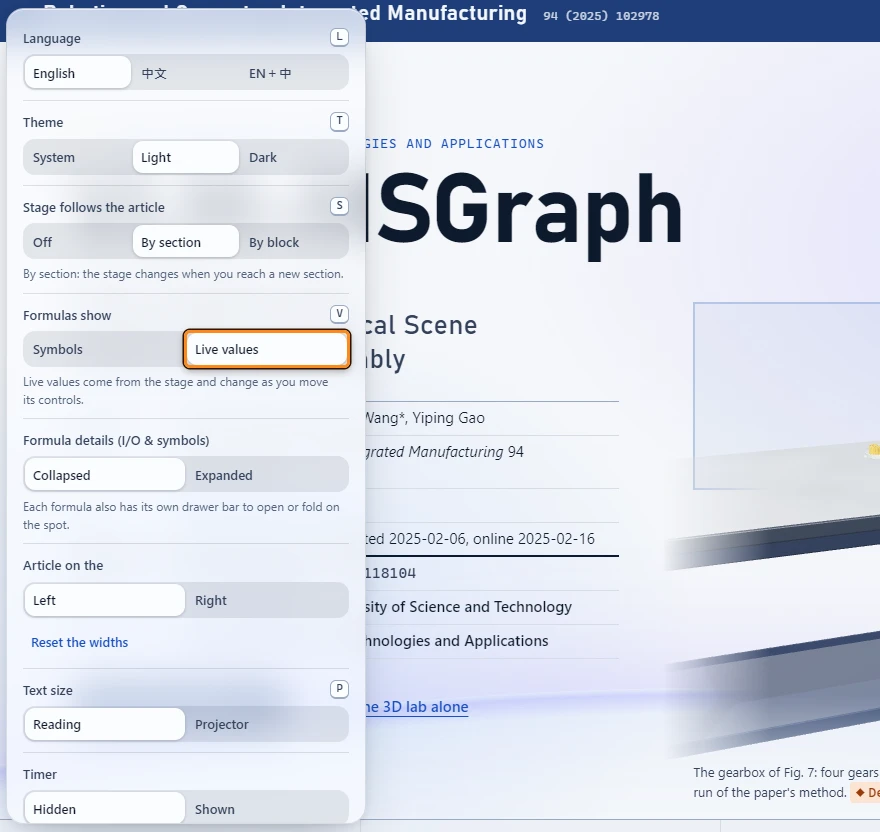 ed Manufacturing 94 (2025) 102978
Language L
English 中文 EN + 中
Theme T
System Light Dark
Stage follows the article S
Off By section By block
By section: the stage changes when you reach a new section.
Formulas show V
Symbols Live values
Live values come from the stage and change as you move
its controls.
Formula details (I/O & symbols)
Collapsed Expanded
Each formula also has its own drawer bar to open or fold on
the spot.
Article on the
Left Right
Reset the widths
Text size P
Reading Projector
Timer
Hidden Shown
GIES AND APPLICATIONS
SGraph
cal Scene
bly
Wang*, Yiping Gao
grated Manufacturing 94
ted 2025-02-06, online 2025-02-16
118104
sity of Science and Technology
hnologies and Applications
ne 3D lab alone
The gearbox of Fig. 7: four gears
run of the paper's method. ◆ De